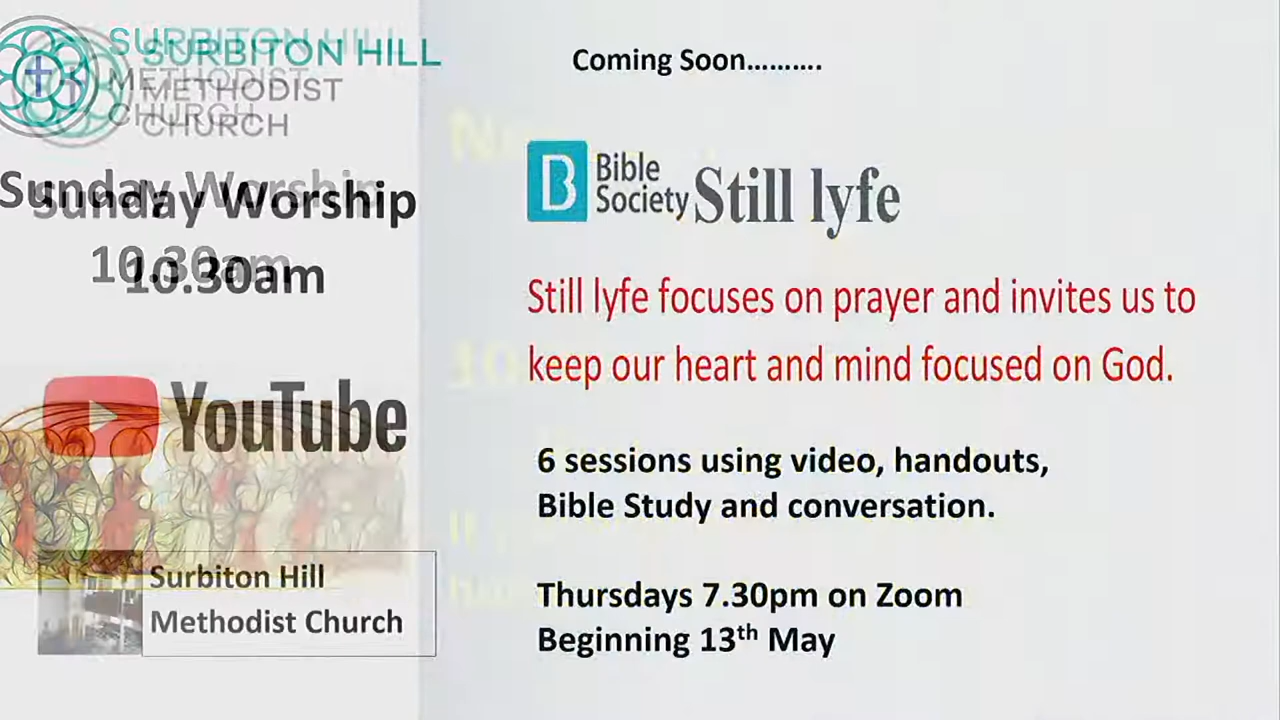 SURBITON HILL
METHODIST
CHURCH
Sunday Worship
10.30am
YouTube
Surbiton Hill
Methodist Church
Coming Soon……….
Bible
Society
Still lyfe
Still lyfe focuses on prayer and invites us to
keep our heart and mind focused on God.
6 sessions using video, handouts,
Bible Study and conversation.
Thursdays 7.30pm on Zoom
Beginning 13th May